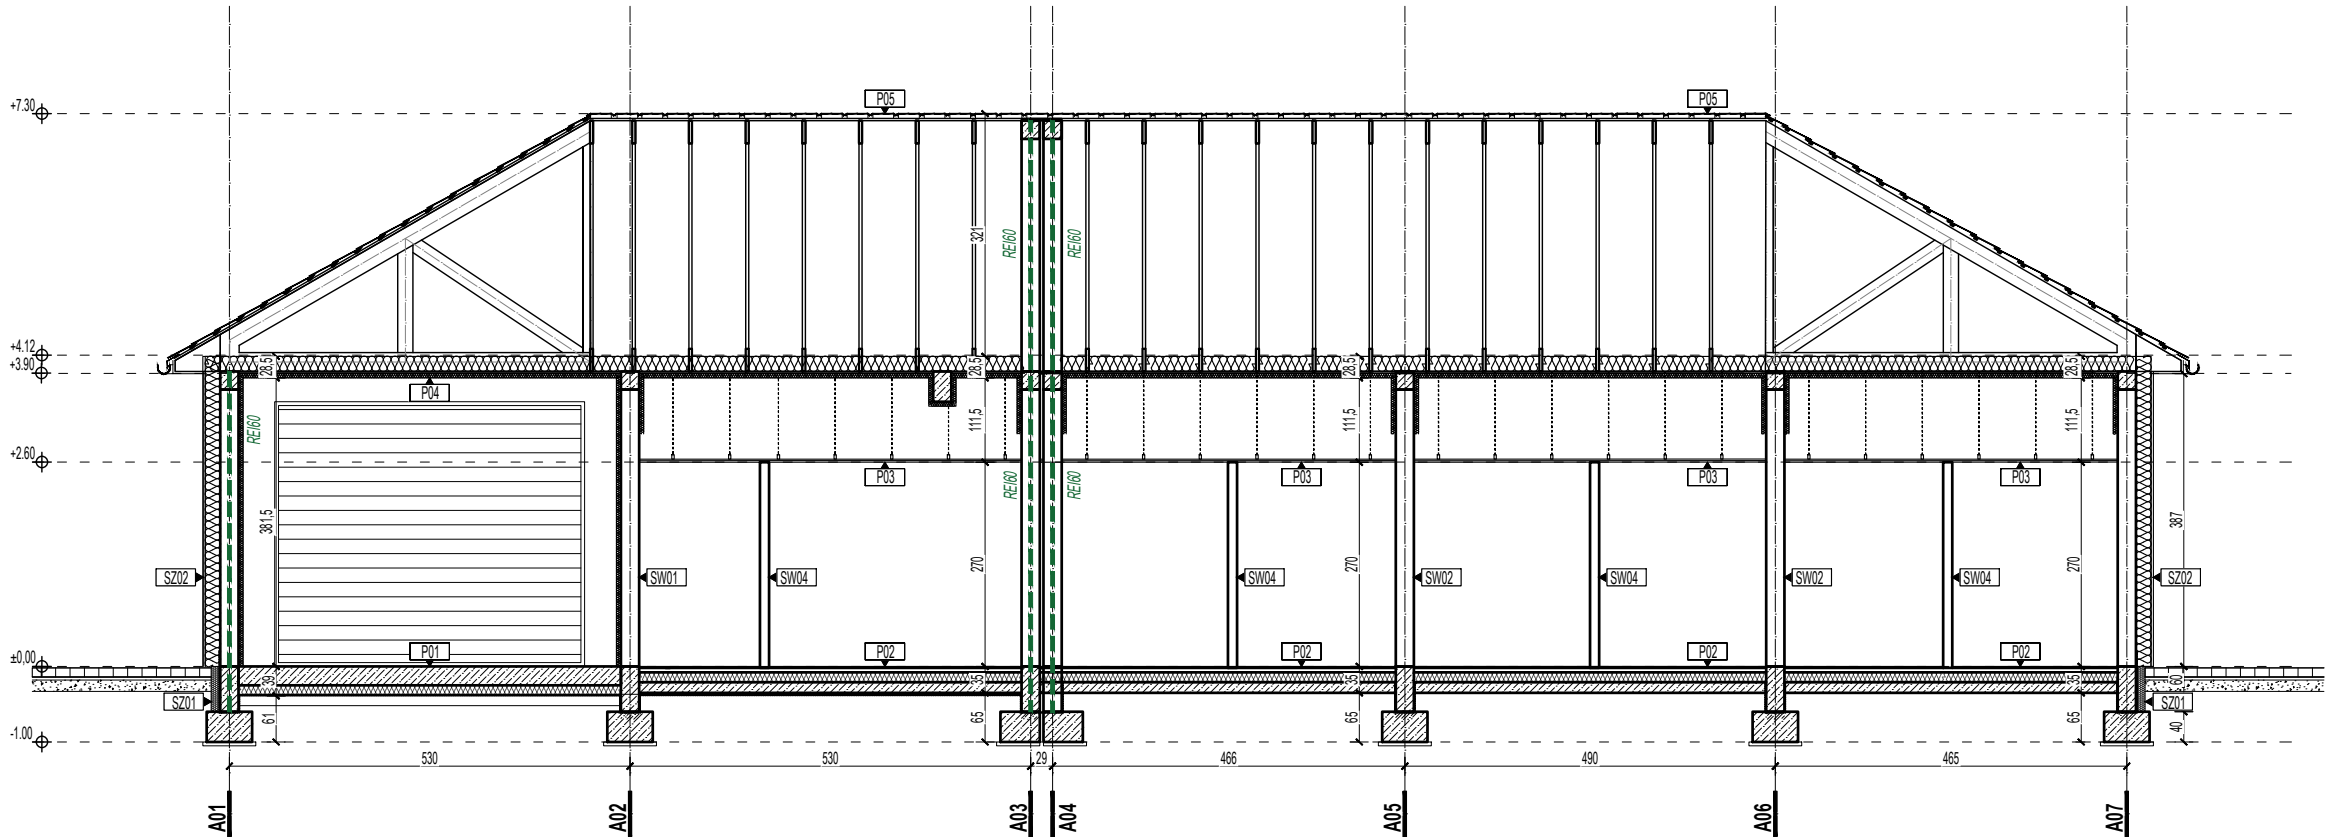 +7.30
P05
P05
321
REI60
REI60
+4.12
+3.90
28,5
28,5
28,5
28,5
P04
REI60
111,5
111,5
111,5
+2.60
P03
P03
P03
P03
REI60
REI60
381,5
270
270
270
387
SZ02
SW01
SW04
SW04
SW02
SW04
SW02
SW04
SZ02
±0,00
P01
P02
P02
P02
P02
39
35
35
35
60
SZ01
61
65
65
65
SZ01
40
-1.00
530
530
29
466
490
465
A01
A02
A03
A04
A05
A06
A07